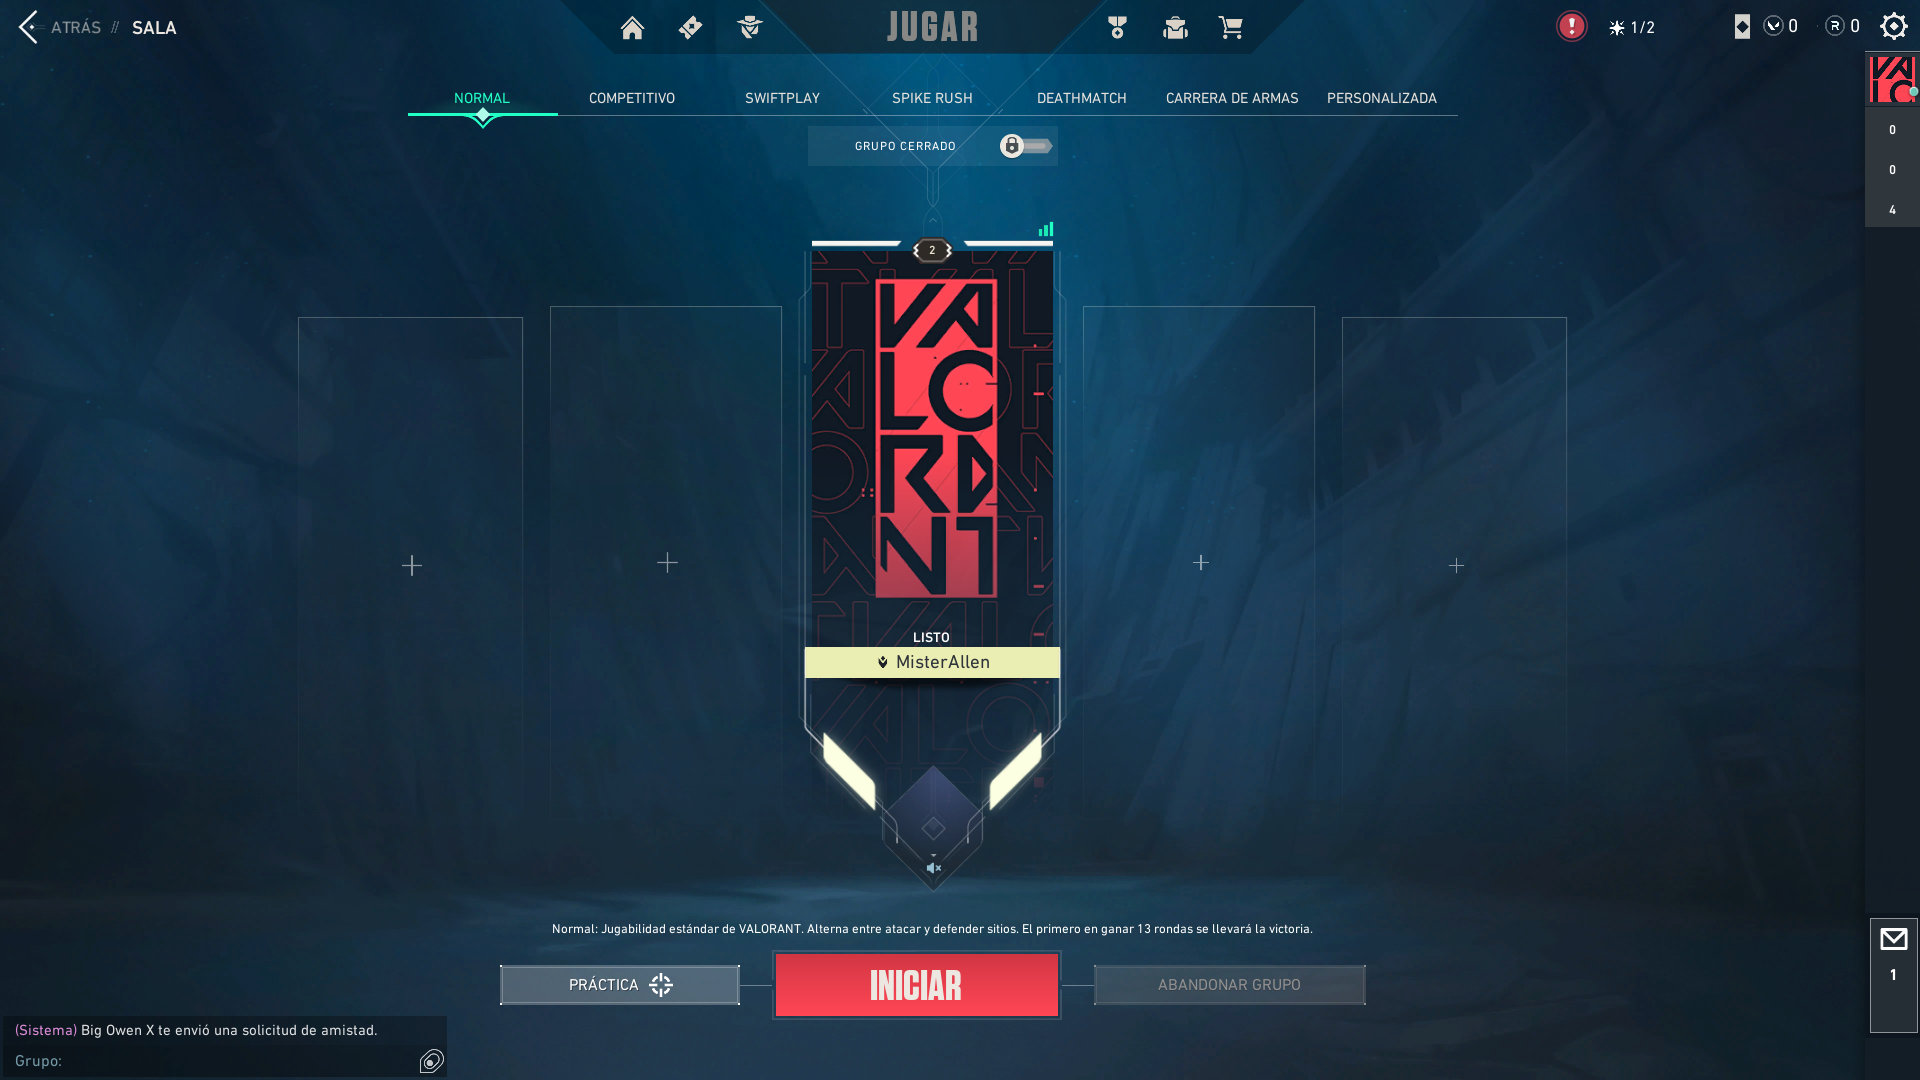 ATRÁS // SALA
JUGAR
1/2
0
0
NORMAL
COMPETITIVO
SWIFTPLAY
SPIKE RUSH
DEATHMATCH
CARRERA DE ARMAS
PERSONALIZADA
GRUPO CERRADO
0
0
4
2
VALORANT
LISTO
MisterAllen
Normal: Jugabilidad estándar de VALORANT. Alterna entre atacar y defender sitios. El primero en ganar 13 rondas se llevará la victoria.
PRÁCTICA
INICIAR
ABANDONAR GRUPO
1
(Sistema) Big Owen X te envió una solicitud de amistad.
Grupo: